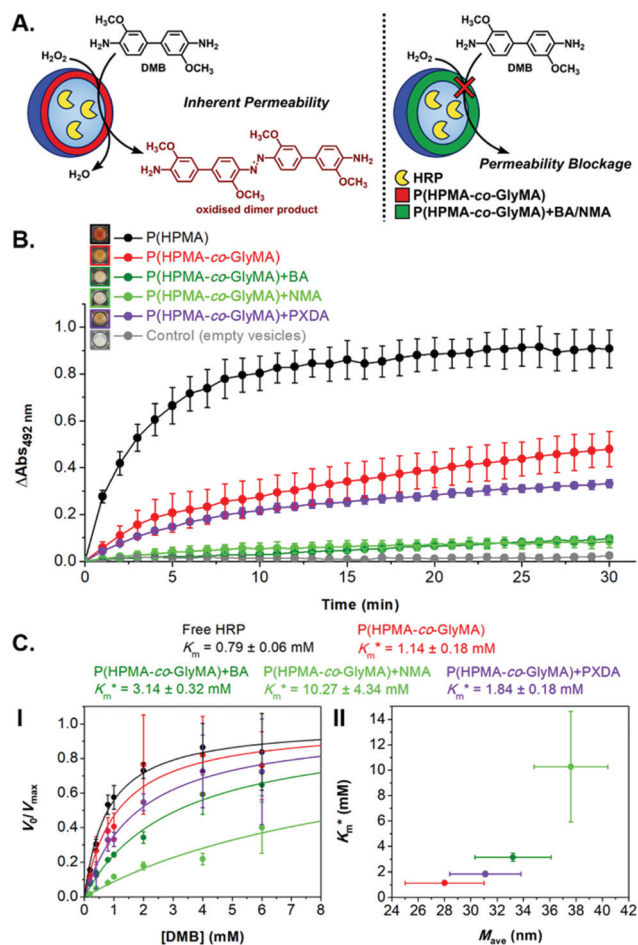 A.
H₃CO
H₂O₂
H₂N
NH₂
DMB
OCH₃
Inherent Permeability
H₂O
H₃CO
H₃CO
H₂N
N
N
NH₂
OCH₃
OCH₃
oxidised dimer product
H₃CO
H₂O₂
H₂N
NH₂
DMB
OCH₃
Permeability Blockage
HRP
P(HPMA-co-GlyMA)
P(HPMA-co-GlyMA)+BA/NMA
B.
P(HPMA)
P(HPMA-co-GlyMA)
P(HPMA-co-GlyMA)+BA
P(HPMA-co-GlyMA)+NMA
P(HPMA-co-GlyMA)+PXDA
Control (empty vesicles)
ΔAbs492 nm
1.0
0.8
0.6
0.4
0.2
0.0
0 5 10 15 20 25 30
Time (min)
C.
Free HRP P(HPMA-co-GlyMA)
Km = 0.79 ± 0.06 mM Km* = 1.14 ± 0.18 mM
P(HPMA-co-GlyMA)+BA P(HPMA-co-GlyMA)+NMA P(HPMA-co-GlyMA)+PXDA
Km* = 3.14 ± 0.32 mM Km* = 10.27 ± 4.34 mM Km* = 1.84 ± 0.18 mM
I
V₀/Vmax
1.0
0.8
0.6
0.4
0.2
0.0
0 1 2 3 4 5 6 7 8
[DMB] (mM)
II
Km* (mM)
14
12
10
8
6
4
2
0
24 26 28 30 32 34 36 38 40 42
Mave (nm)